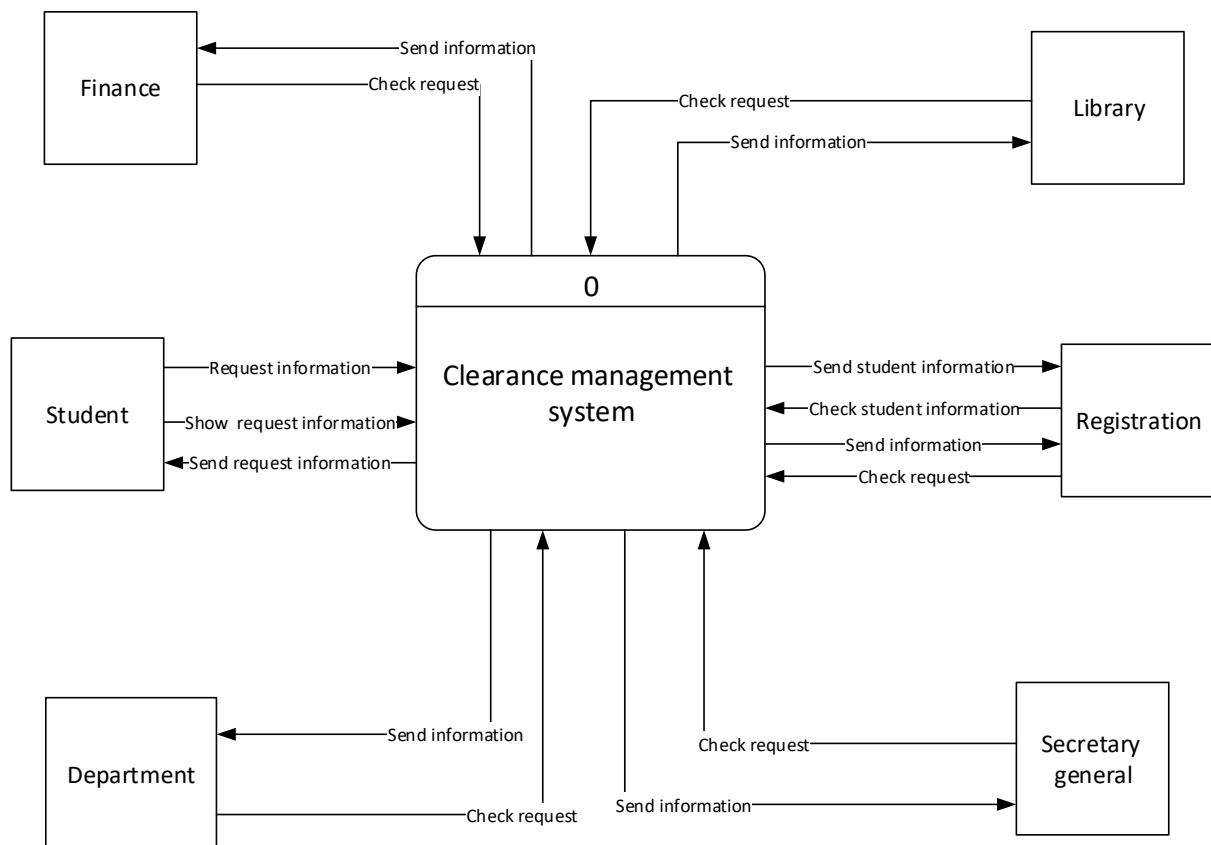 Send information
Finance
Check request
Check request
Library
Send information
0
Clearance management
system
Request information
Student
Show  request information
Send request information
Send student information
Check student information
Registration
Send information
Check request
Send information
Department
Check request
Check request
Secretary
general
Send information